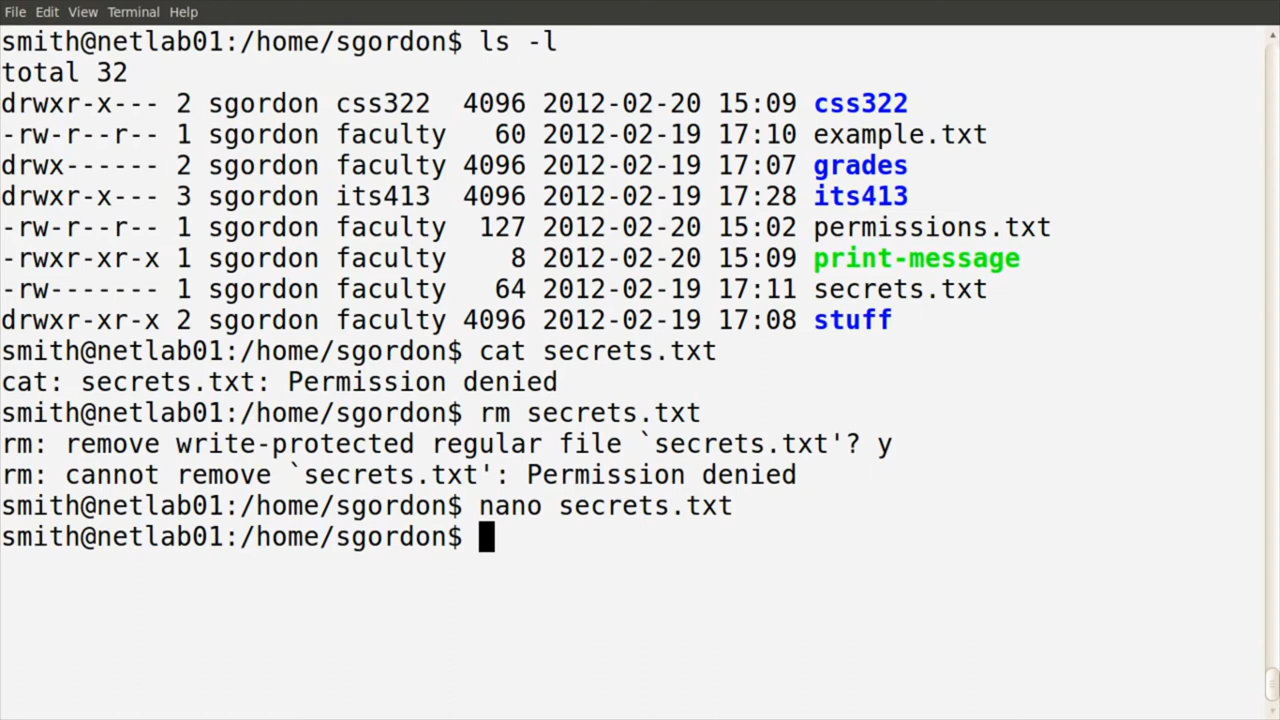 File Edit View Terminal Help
smith@netlab01:/home/sgordon$ ls -l
total 32
drwxr-x--- 2 sgordon css322  4096 2012-02-20 15:09 css322
-rw-r--r-- 1 sgordon faculty   60 2012-02-19 17:10 example.txt
drwx------ 2 sgordon faculty 4096 2012-02-19 17:07 grades
drwxr-x--- 3 sgordon its413  4096 2012-02-19 17:28 its413
-rw-r--r-- 1 sgordon faculty  127 2012-02-20 15:02 permissions.txt
-rwxr-xr-x 1 sgordon faculty    8 2012-02-20 15:09 print-message
-rw------- 1 sgordon faculty   64 2012-02-19 17:11 secrets.txt
drwxr-xr-x 2 sgordon faculty 4096 2012-02-19 17:08 stuff
smith@netlab01:/home/sgordon$ cat secrets.txt
cat: secrets.txt: Permission denied
smith@netlab01:/home/sgordon$ rm secrets.txt
rm: remove write-protected regular file `secrets.txt'? y
rm: cannot remove `secrets.txt': Permission denied
smith@netlab01:/home/sgordon$ nano secrets.txt
smith@netlab01:/home/sgordon$